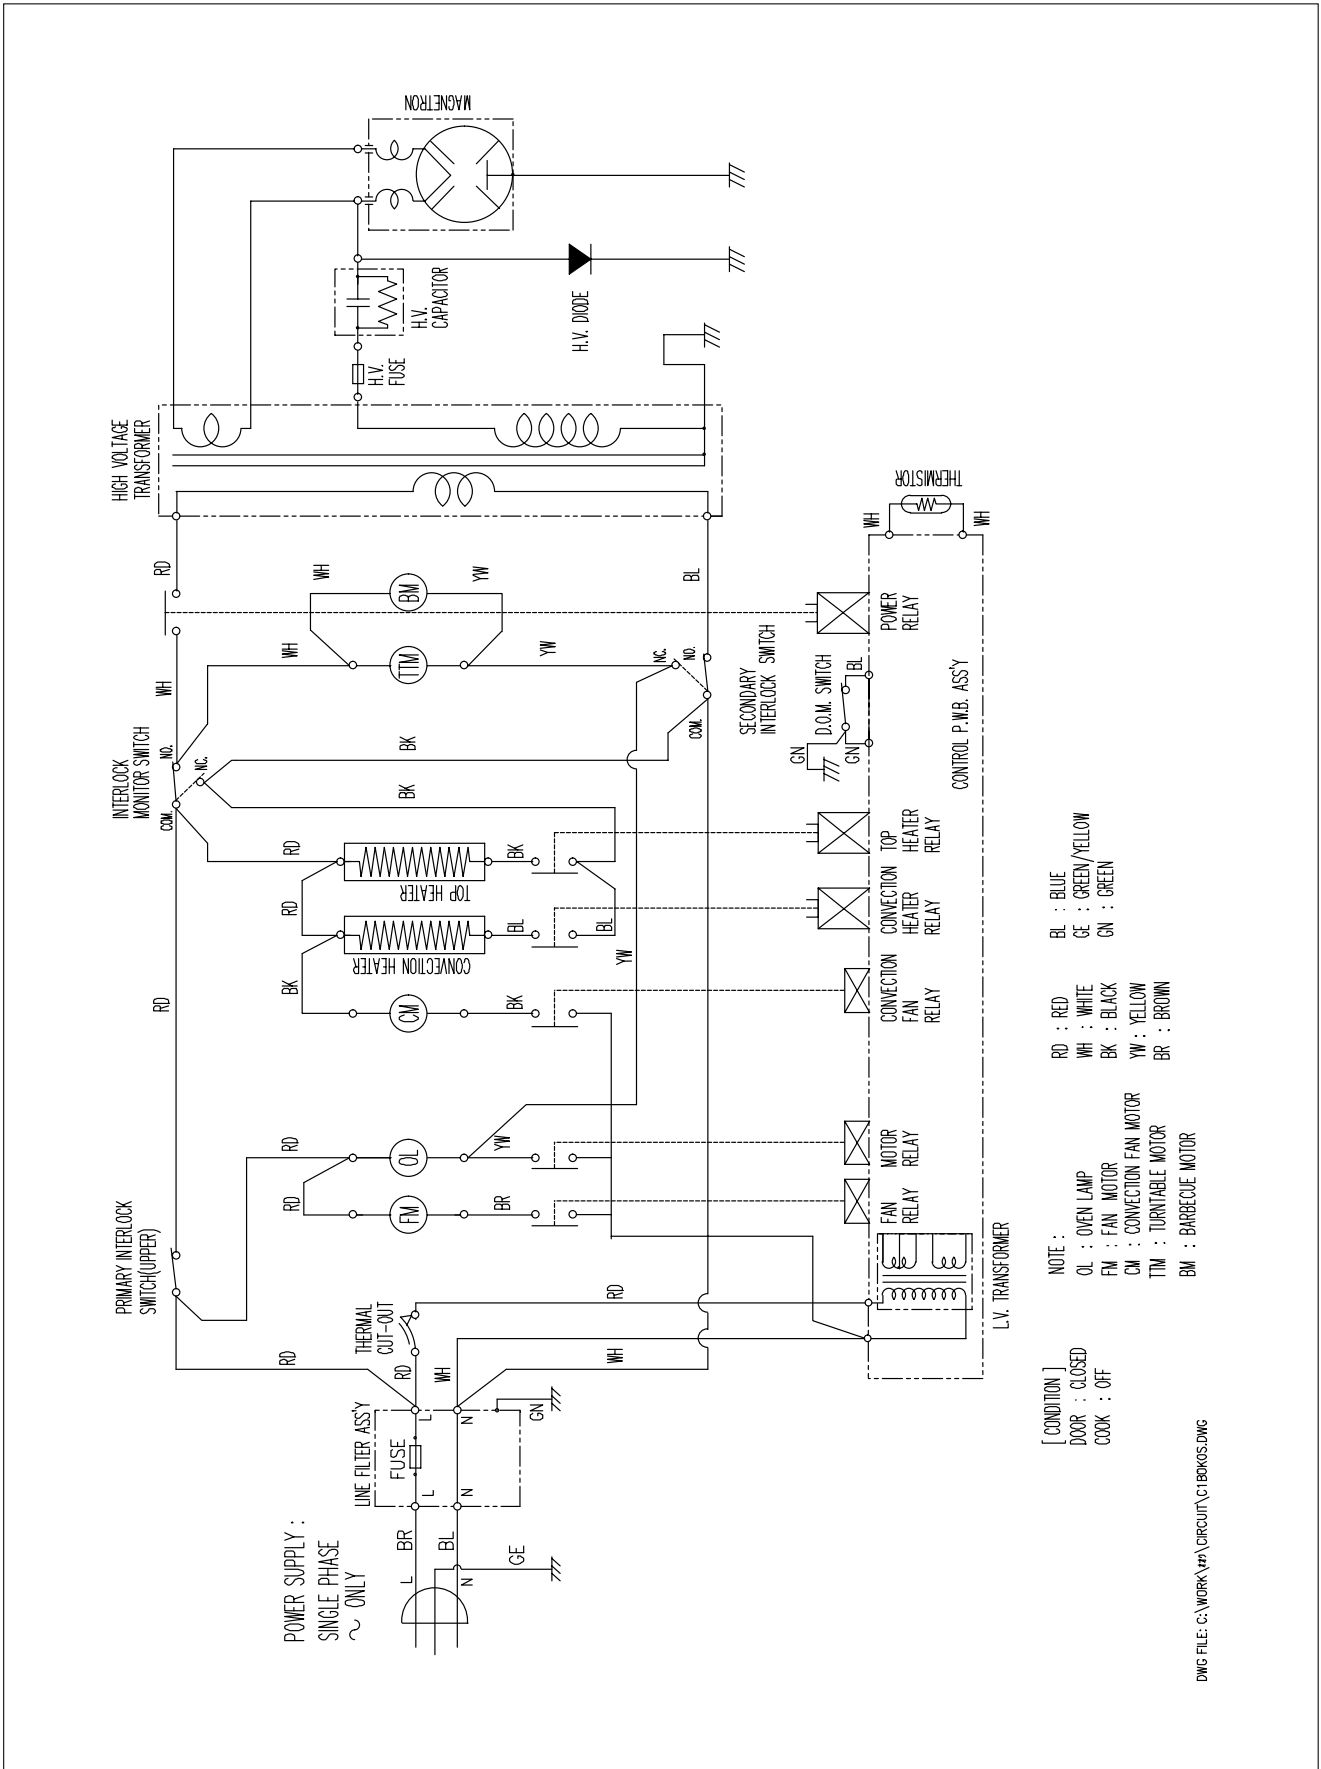 POWER SUPPLY :
SINGLE PHASE
~ ONLY
L
BR
BL
N
GE
LINE FILTER ASS'Y
FUSE
L
N
L
N
GN
RD
WH
THERMAL
CUT-OUT
RD
WH
RD
PRIMARY INTERLOCK
SWITCH(UPPER)
RD
RD
FM
OL
BR
YW
RD
BK
CM
BK
CONVECTION HEATER
RD
BL
BL
YW
TOP HEATER
RD
BK
BK
BK
INTERLOCK
MONITOR SWITCH
COM.
NO.
NC.
WH
RD
WH
TTM
YW
WH
BM
YW
COM.
NC.
NO.
BL
SECONDARY
INTERLOCK SWITCH
HIGH VOLTAGE
TRANSFORMER
H.V.
FUSE
H.V.
CAPACITOR
H.V. DIODE
MAGNETRON
L.V. TRANSFORMER
FAN
RELAY
MOTOR
RELAY
CONVECTION
FAN
RELAY
CONVECTION
HEATER
RELAY
TOP
HEATER
RELAY
D.O.M. SWITCH
GN
GN
BL
POWER
RELAY
CONTROL P.W.B. ASS'Y
WH
WH
THERMISTOR
[ CONDITION ]
DOOR : CLOSED
COOK : OFF
NOTE :
OL : OVEN LAMP
FM : FAN MOTOR
CM : CONVECTION FAN MOTOR
TTM : TURNTABLE MOTOR
BM : BARBECUE MOTOR
RD : RED
WH : WHITE
BK : BLACK
YW : YELLOW
BR : BROWN
BL : BLUE
GE : GREEN/YELLOW
GN : GREEN